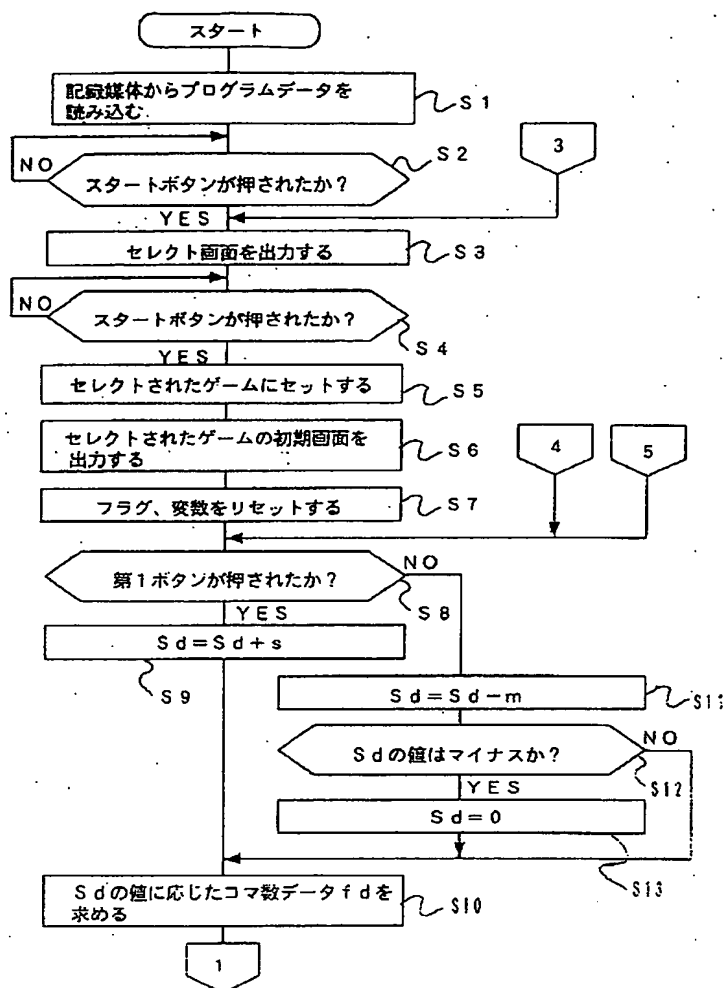 スタート
記録媒体からプログラムデータを
読み込む
S1
NO
S2
スタートボタンが押されたか?
3
YES
セレクト画面を出力する
S3
NO
スタートボタンが押されたか?
S4
YES
セレクトされたゲームにセットする
S5
セレクトされたゲームの初期画面を
出力する
S6
4
5
フラグ、変数をリセットする
S7
第1ボタンが押されたか?
NO
S8
YES
Sd=Sd+s
S9
Sd=Sd-m
Sdの値はマイナスか?
NO
S12
YES
Sd=0
S13
Sdの値に応じたコマ数データfdを
求める
S10
1